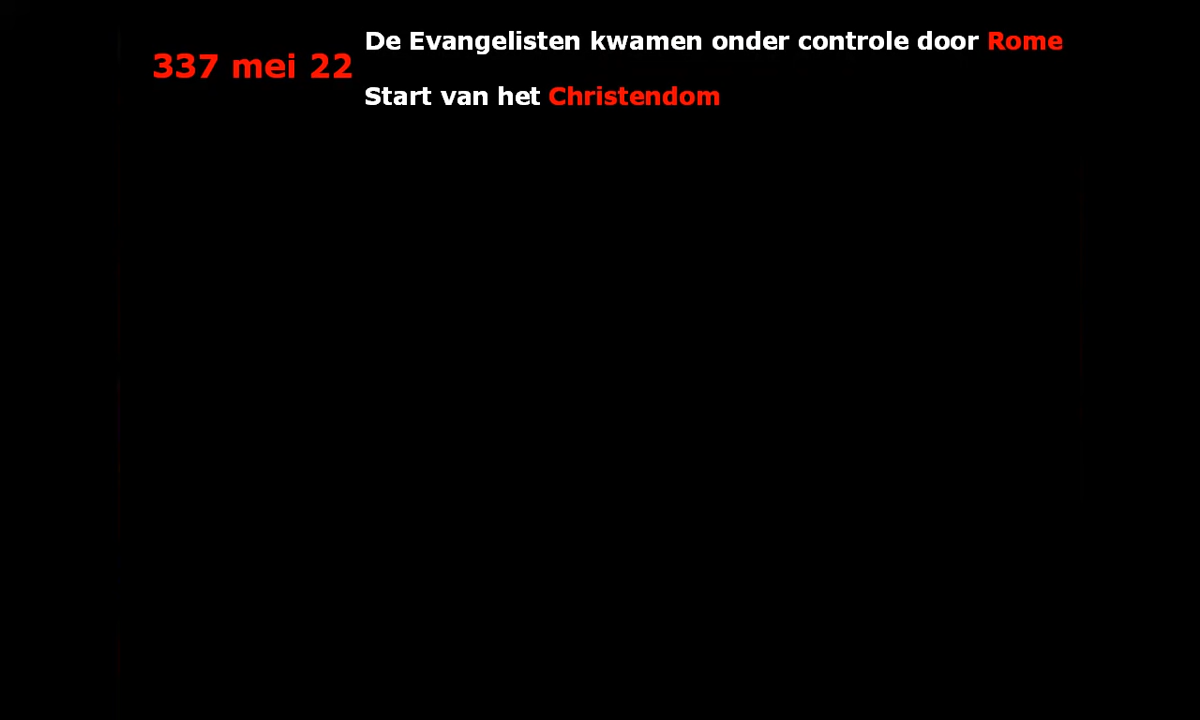 De Evangelisten kwamen onder controle door Rome
337 mei 22
Start van het Christendom